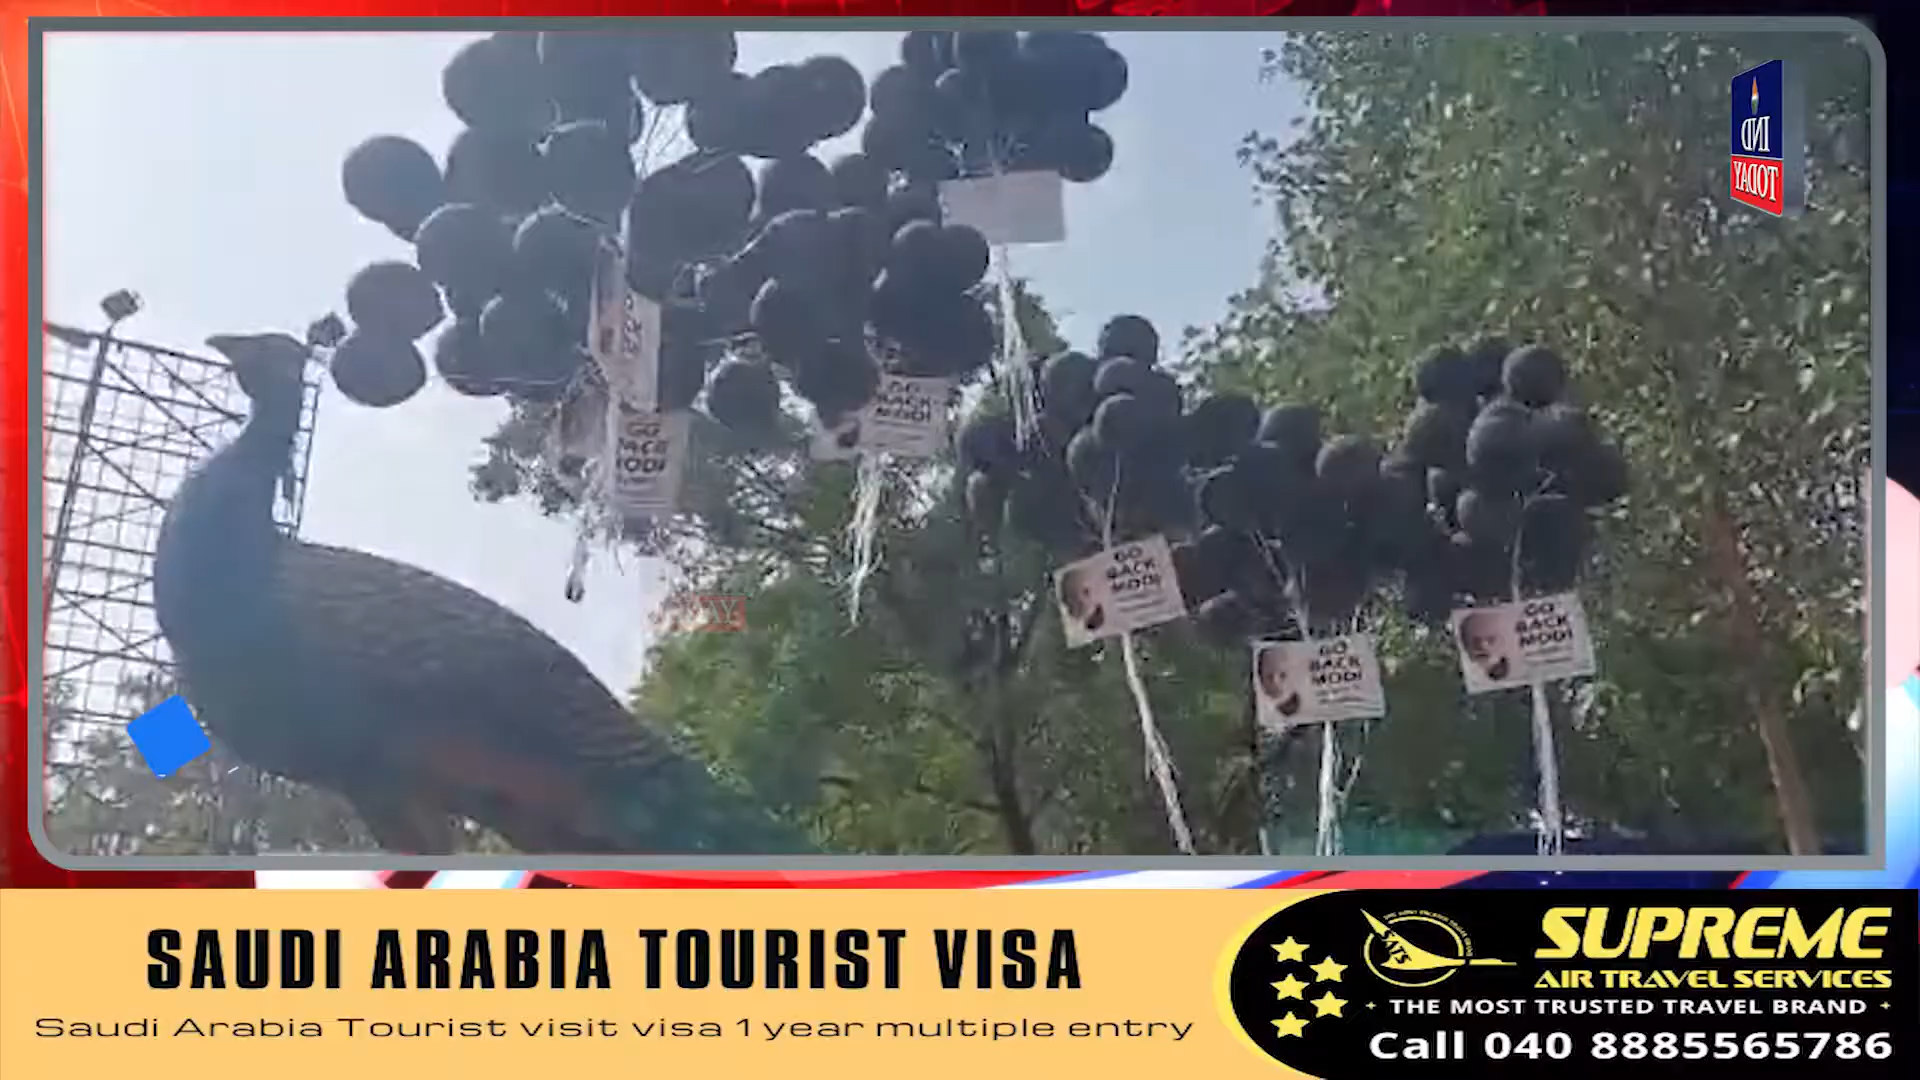 IND
TODAY
GO
BACK
MODI
GO
BACK
MODI
GO
BACK
MODI
GO
BACK
MODI
GO
BACK
MODI
SAUDI ARABIA TOURIST VISA
Saudi Arabia Tourist visit visa 1 year multiple entry
SATS
SUPREME
AIR TRAVEL SERVICES
THE MOST TRUSTED TRAVEL BRAND
Call 040 8885565786